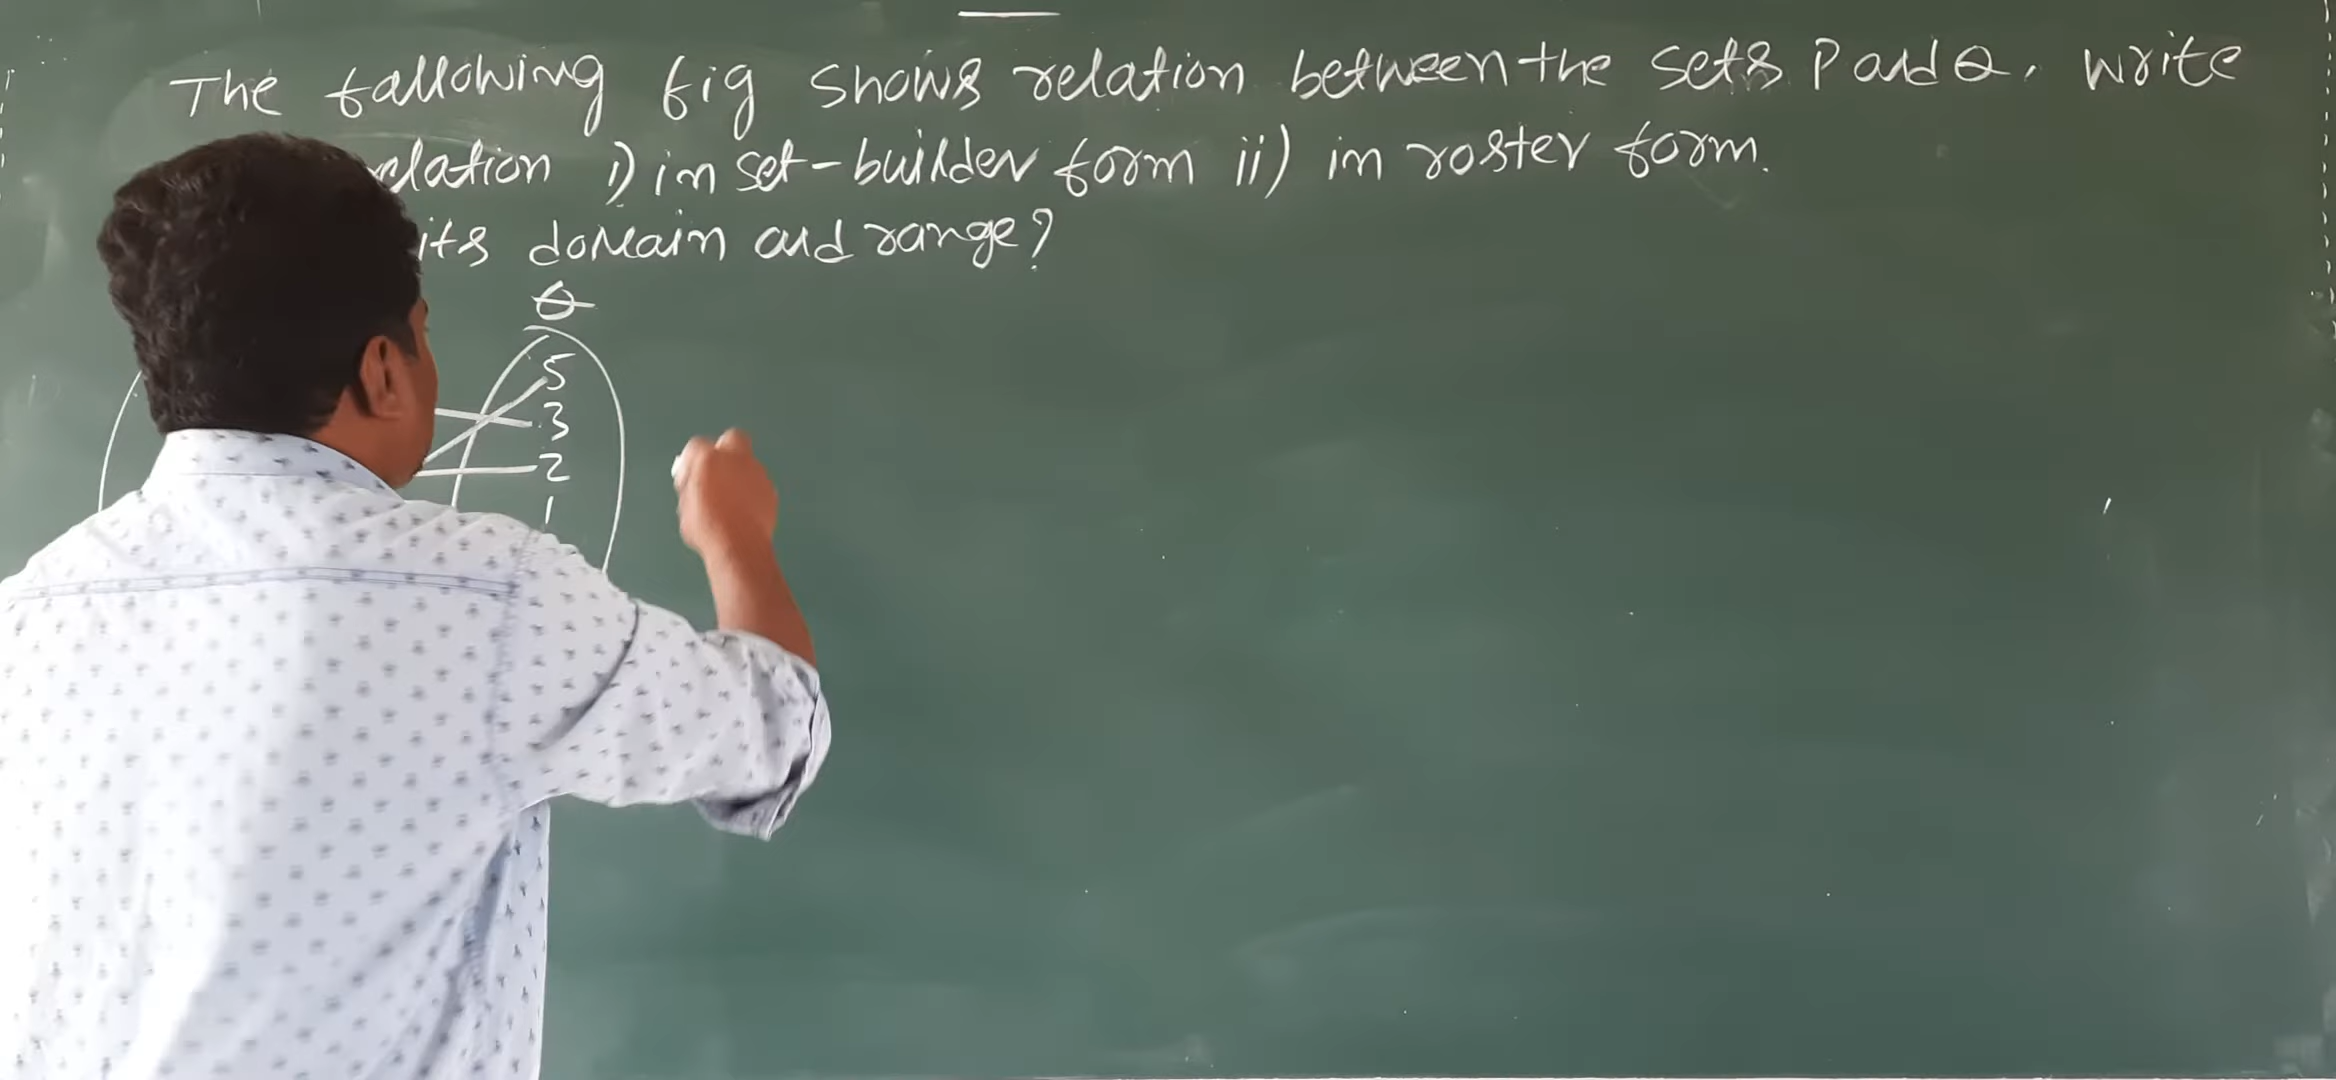 The fallowing fig shows relation between the sets P and Q. write
relation i) in set-builder form ii) in roster form.
its domain and range?
Q
5
3
2
1